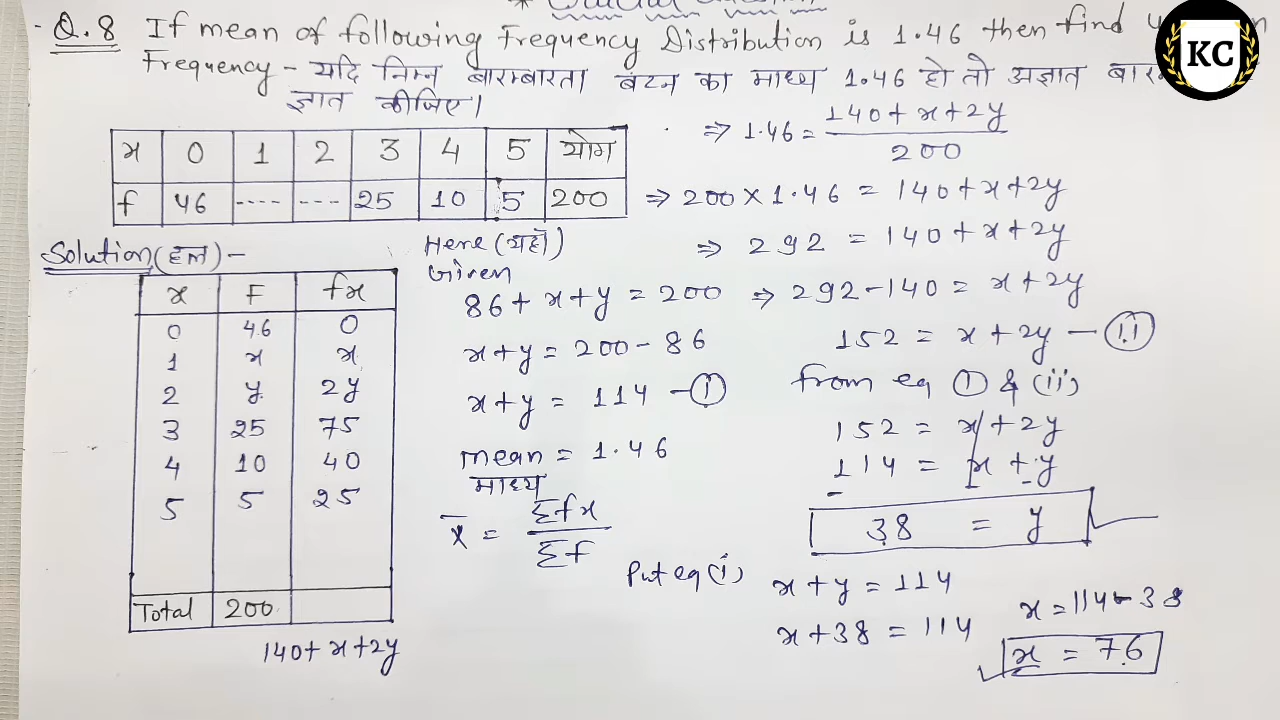 Crucial Question
Q.8 If mean of following Frequency Distribution is 1.46 then find
Frequency - यदि निम्न बारम्बारता बंटन का माध्य 1.46 हो तो अज्ञात
ज्ञात कीजिए।
x 0 1 2 3 4 5 योग
f 46 ---- --- 25 10 5 200
Solution (हल) -
x F fx
0 46 0
1 x x
2 y 2y
3 25 75
4 10 40
5 5 25
Total 200
140 + x + 2y
Here (यहाँ)
Given
86 + x + y = 200
x + y = 200 - 86
x + y = 114 - (i)
mean = 1.46
माध्य
x̄ = Σfx / Σf
⇒ 1.46 = 140 + x + 2y / 200
⇒ 200 × 1.46 = 140 + x + 2y
⇒ 292 = 140 + x + 2y
⇒ 292 - 140 = x + 2y
152 = x + 2y - (ii)
from eq (i) & (ii)
152 = x + 2y
114 = x + y
- - -
38 = y
Put eq (i)
x + y = 114
x + 38 = 114
x = 114 - 38
x = 76
KC